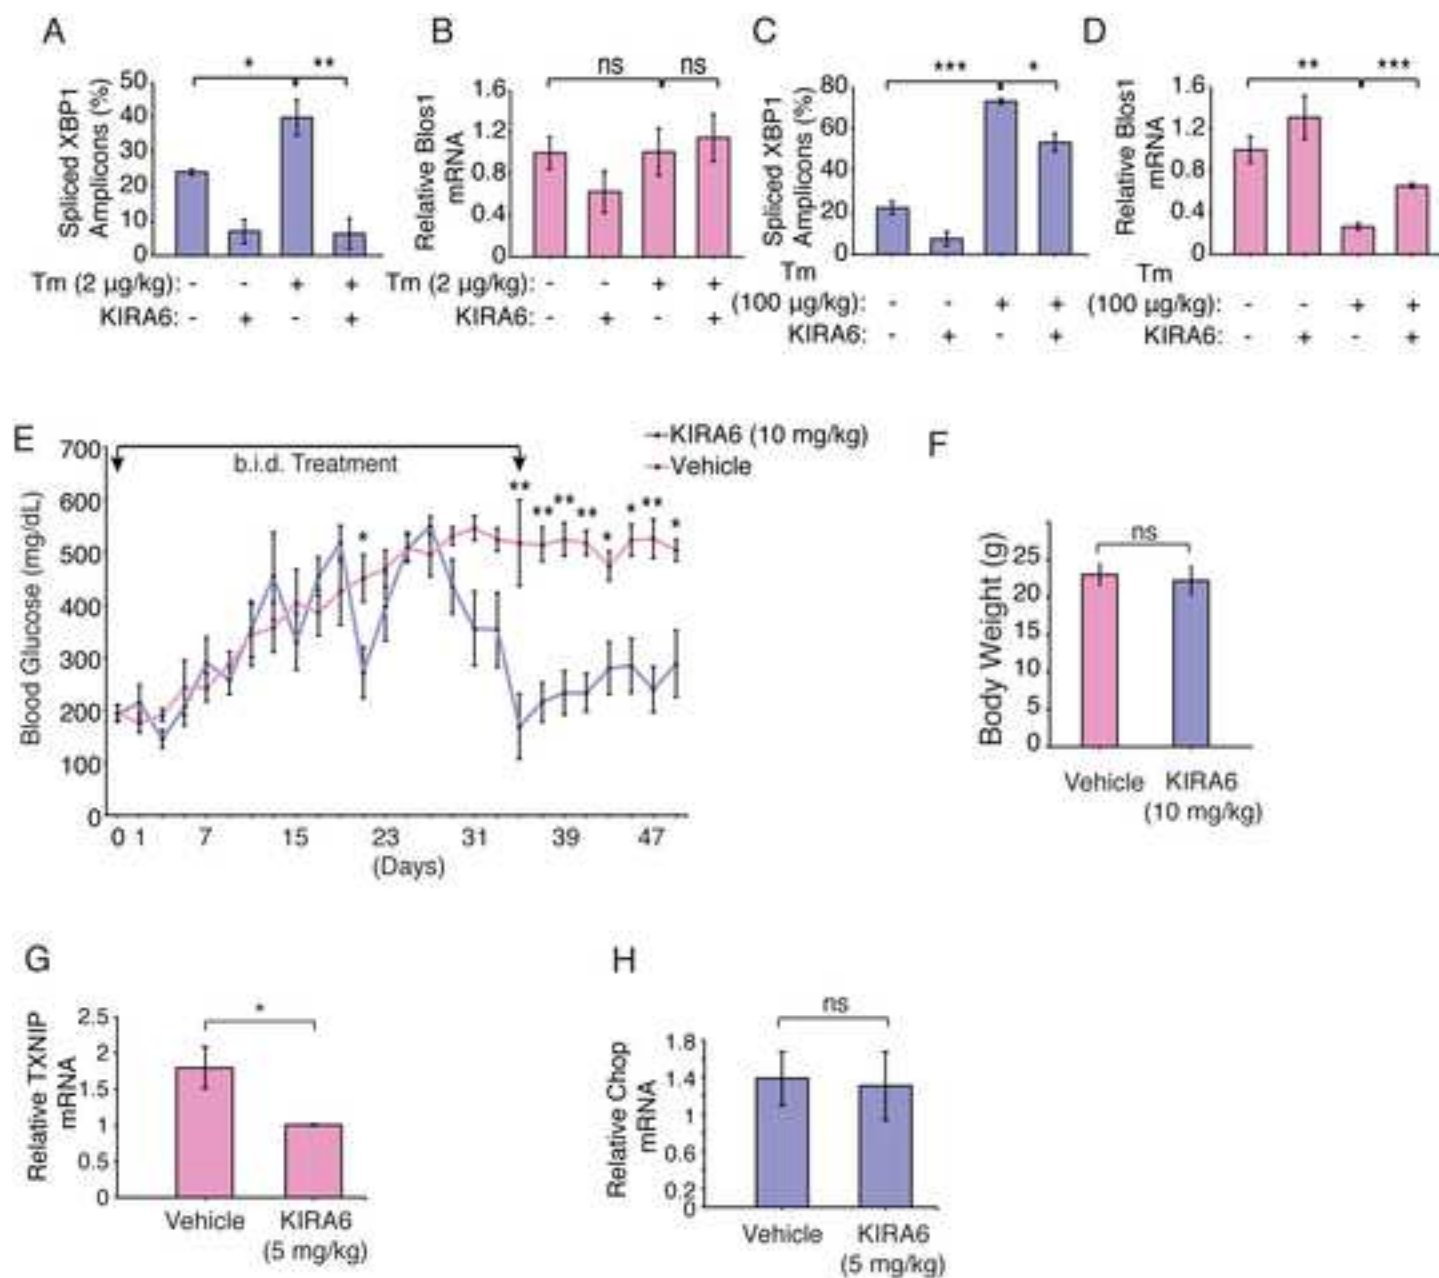 A
* **
Spliced XBP1
Amplicons (%)
50
40
30
20
10
0
Tm (2 µg/kg): - - + +
KIRA6: - + - +
B
ns ns
Relative Blos1
mRNA
1.6
1.2
0.8
0.4
0
Tm (2 µg/kg): - - + +
KIRA6: - + - +
C
*** *
Spliced XBP1
Amplicons (%)
80
60
40
20
0
Tm
(100 µg/kg) - - + +
KIRA6: - + - +
D
** ***
Relative Blos1
mRNA
1.6
1.2
0.8
0.4
0
Tm
(100 µg/kg): - - + +
KIRA6: - + - +
E
KIRA6 (10 mg/kg)
Vehicle
b.i.d. Treatment
Blood Glucose (mg/dL)
700
600
500
400
300
200
100
0
* ** ** ** ** * * ** *
0 1 7 15 23 31 39 47
(Days)
F
ns
Body Weight (g)
25
20
15
10
5
0
Vehicle KIRA6
(10 mg/kg)
G
*
Relative TXNIP
mRNA
2.5
2
1.5
1
0.5
0
Vehicle KIRA6
(5 mg/kg)
H
ns
Relative Chop
mRNA
1.8
1.4
1
0.6
0.2
0
Vehicle KIRA6
(5 mg/kg)